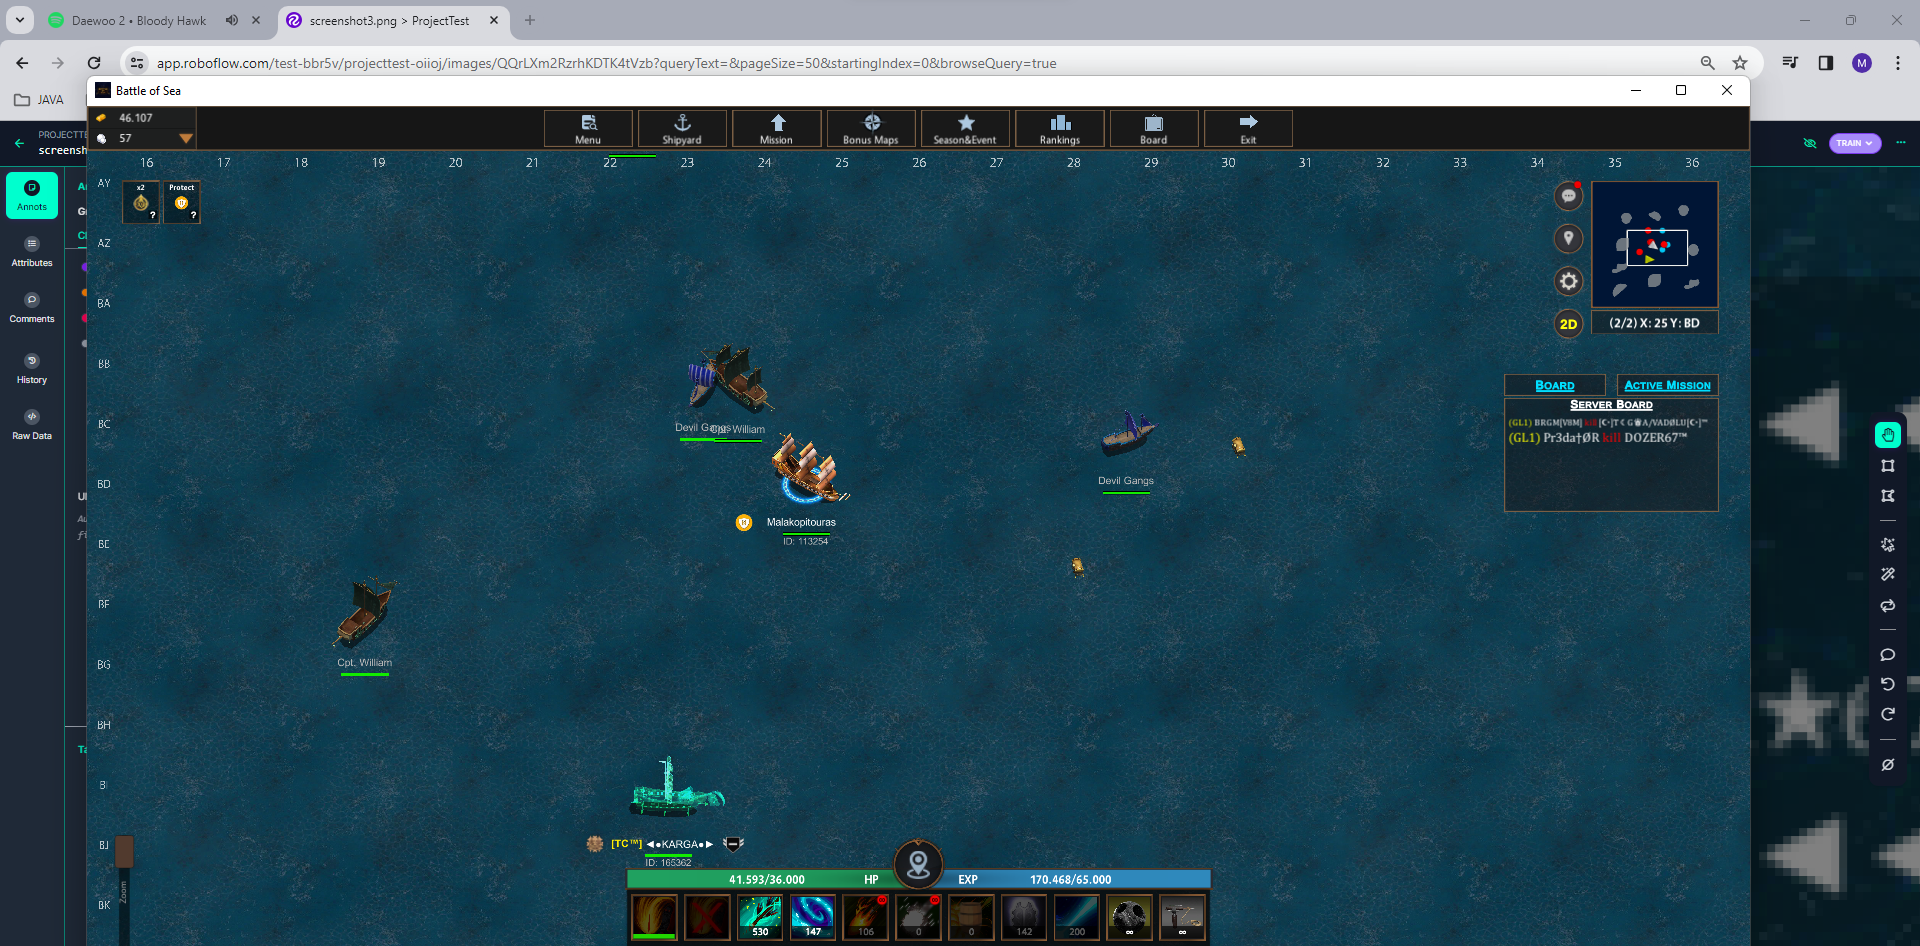 Daewoo 2 • Bloody Hawk
screenshot3.png > ProjectTest
app.roboflow.com/test-bbr5v/projecttest-oiioj/images/QQrLXm2RzrhKDTK4tVzb?queryText=&pageSize=50&startingIndex=0&browseQuery=true
M
JAVA
Battle of Sea
46.107
57
Menu
Shipyard
Mission
Bonus Maps
Season&Event
Rankings
Board
Exit
PROJECTTE
screensh
TRAIN
16 17 18 19 20 21 22 23 24 25 26 27 28 29 30 31 32 33 34 35 36
AY
AZ
BA
BB
BC
BD
BE
BF
BG
BH
BI
BJ
BK
x2
?
Protect
?
Annots
Attributes
Comments
History
Raw Data
2D
(2/2) X: 25 Y: BD
BOARD
ACTIVE MISSION
SERVER BOARD
(GL1) Pr3da†ØR kill DOZER67™
Devil Gangs
Cpt. William
Devil Gangs
Malakopitouras
ID: 113254
Cpt. William
[TC™] ◄●KARGA●►
ID: 165362
Zoom
41.593/36.000 HP
EXP 170.468/65.000
530
147
106
0
0
142
200
∞
∞